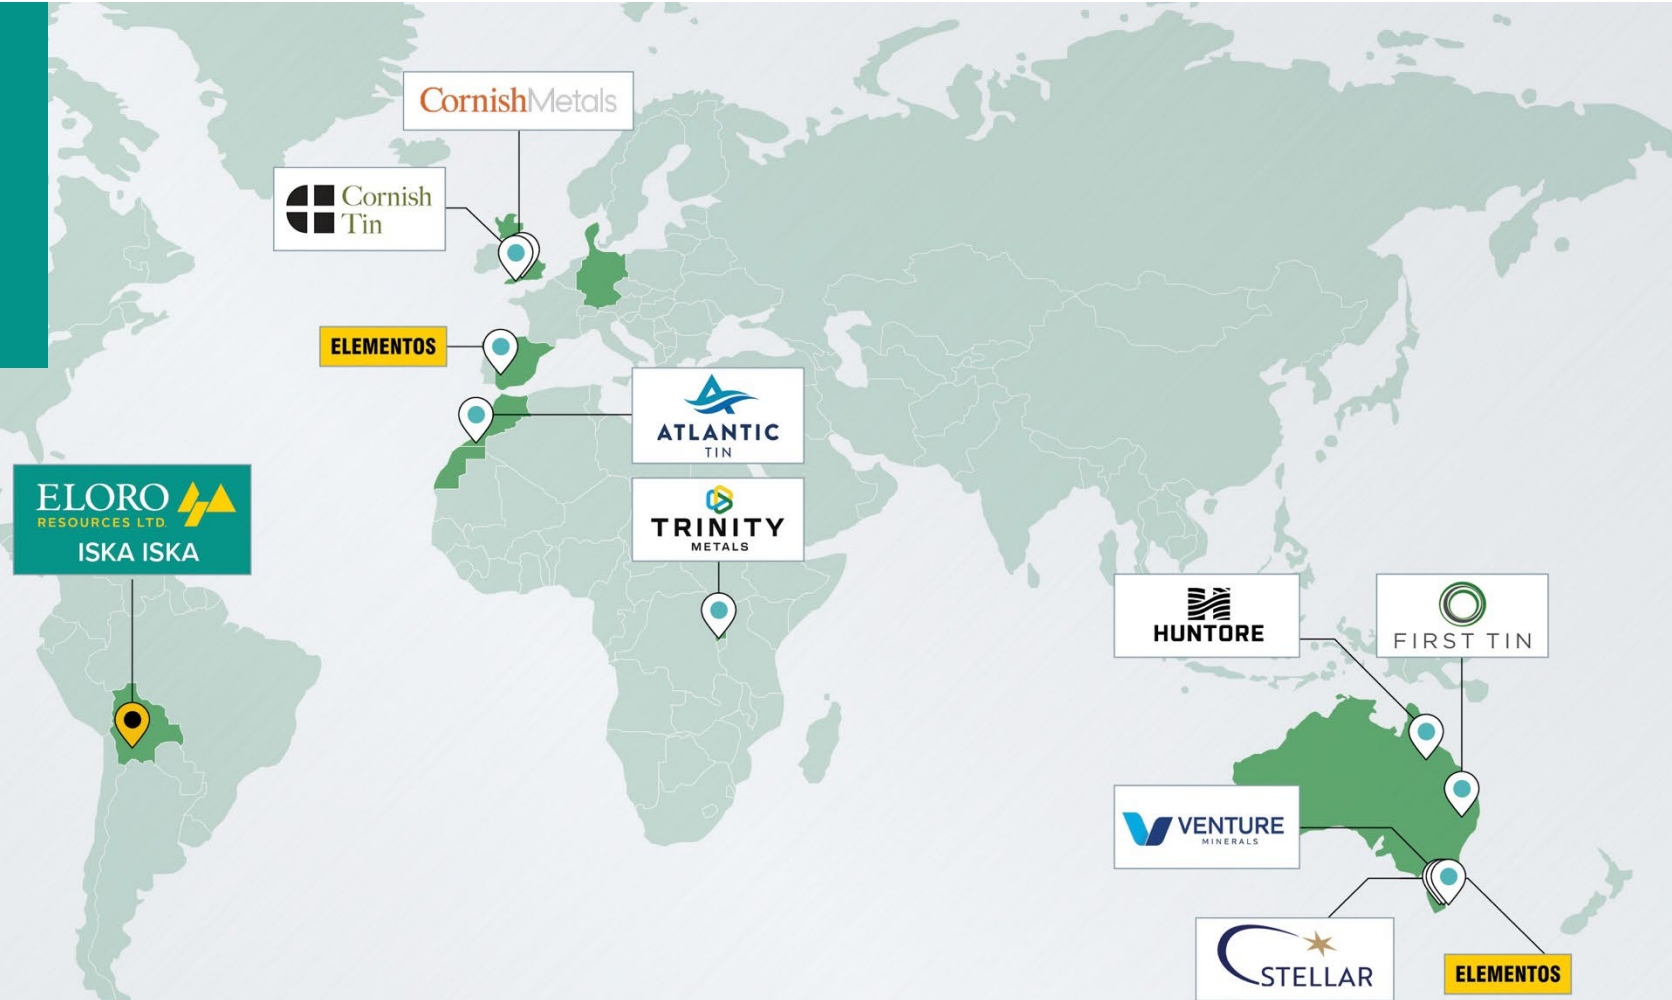 CornishMetals
Cornish
Tin
ELEMENTOS
ATLANTIC
TIN
ELORO
RESOURCES LTD.
ISKA ISKA
TRINITY
METALS
HUNTORE
FIRST TIN
VENTURE
MINERALS
STELLAR
ELEMENTOS